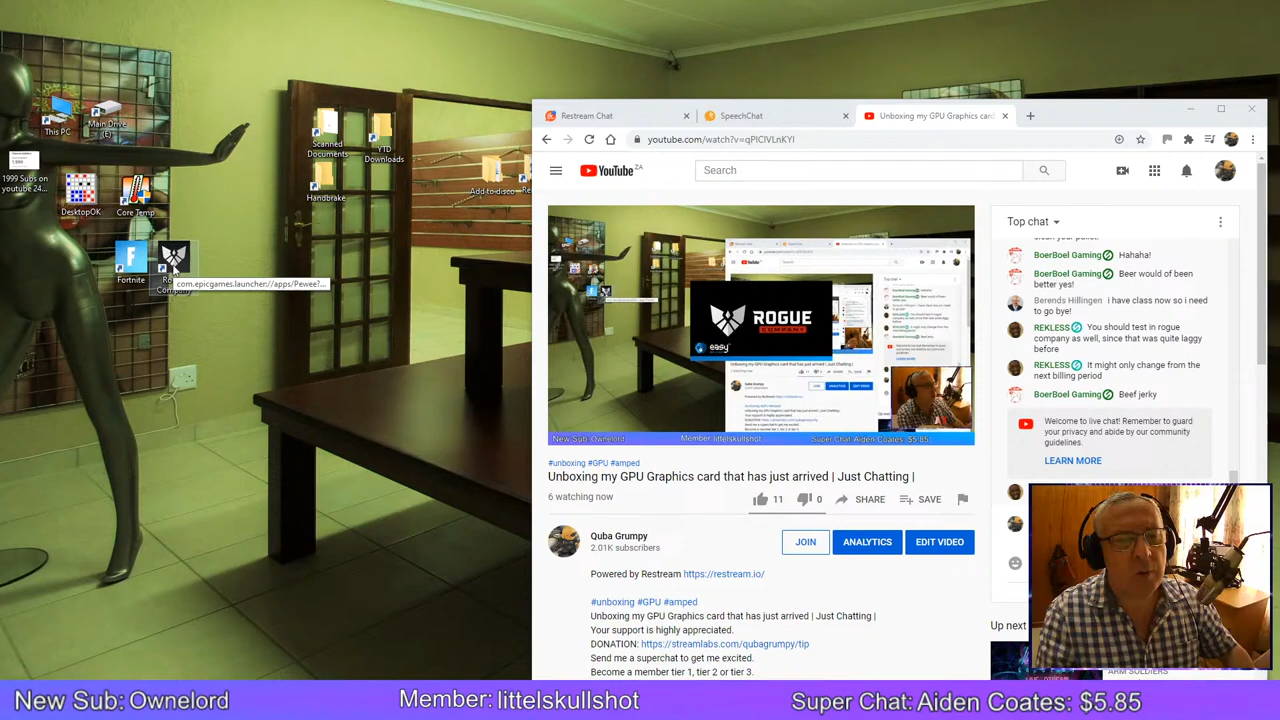 This PC
Main Drive
(E)
1999 Subs on
youtube 24...
DesktopOK
Core Temp
Fortnite
Company
com.epicgames.launcher://apps/Pewee?...
Scanned
Documents
YTD
Downloads
Handbrake
Add to disco...
Restream Chat
SpeechChat
Unboxing my GPU Graphics card
youtube.com/watch?v=qPICIVLnKYI
YouTube ZA
Search
ROGUE
COMPANY
easy
New Sub: Ownelord
Member: littelskullshot
Super Chat: Aiden Coates: $5.85
#unboxing #GPU #amped
Unboxing my GPU Graphics card that has just arrived | Just Chatting |
6 watching now
11
0
SHARE
SAVE
Quba Grumpy
2.01K subscribers
JOIN
ANALYTICS
EDIT VIDEO
Powered by Restream https://restream.io/
#unboxing #GPU #amped
Unboxing my GPU Graphics card that has just arrived | Just Chatting |
Your support is highly appreciated.
DONATION: https://streamlabs.com/qubagrumpy/tip
Send me a superchat to get me excited.
Become a member tier 1, tier 2 or tier 3.
Top chat
BoerBoel Gaming Hahaha!
BoerBoel Gaming Beer would of been
better yes!
Berends Hillingen i have class now so i need
to go bye!
REKLESS You should test in rogue
company as well, since that was quite laggy
before
REKLESS It might only change from the
next billing period
BoerBoel Gaming Beef jerky
Welcome to live chat! Remember to guard
your privacy and abide by our community
guidelines.
LEARN MORE
Up next
ARM SOLDIERS
New Sub: Ownelord
Member: littelskullshot
Super Chat: Aiden Coates: $5.85